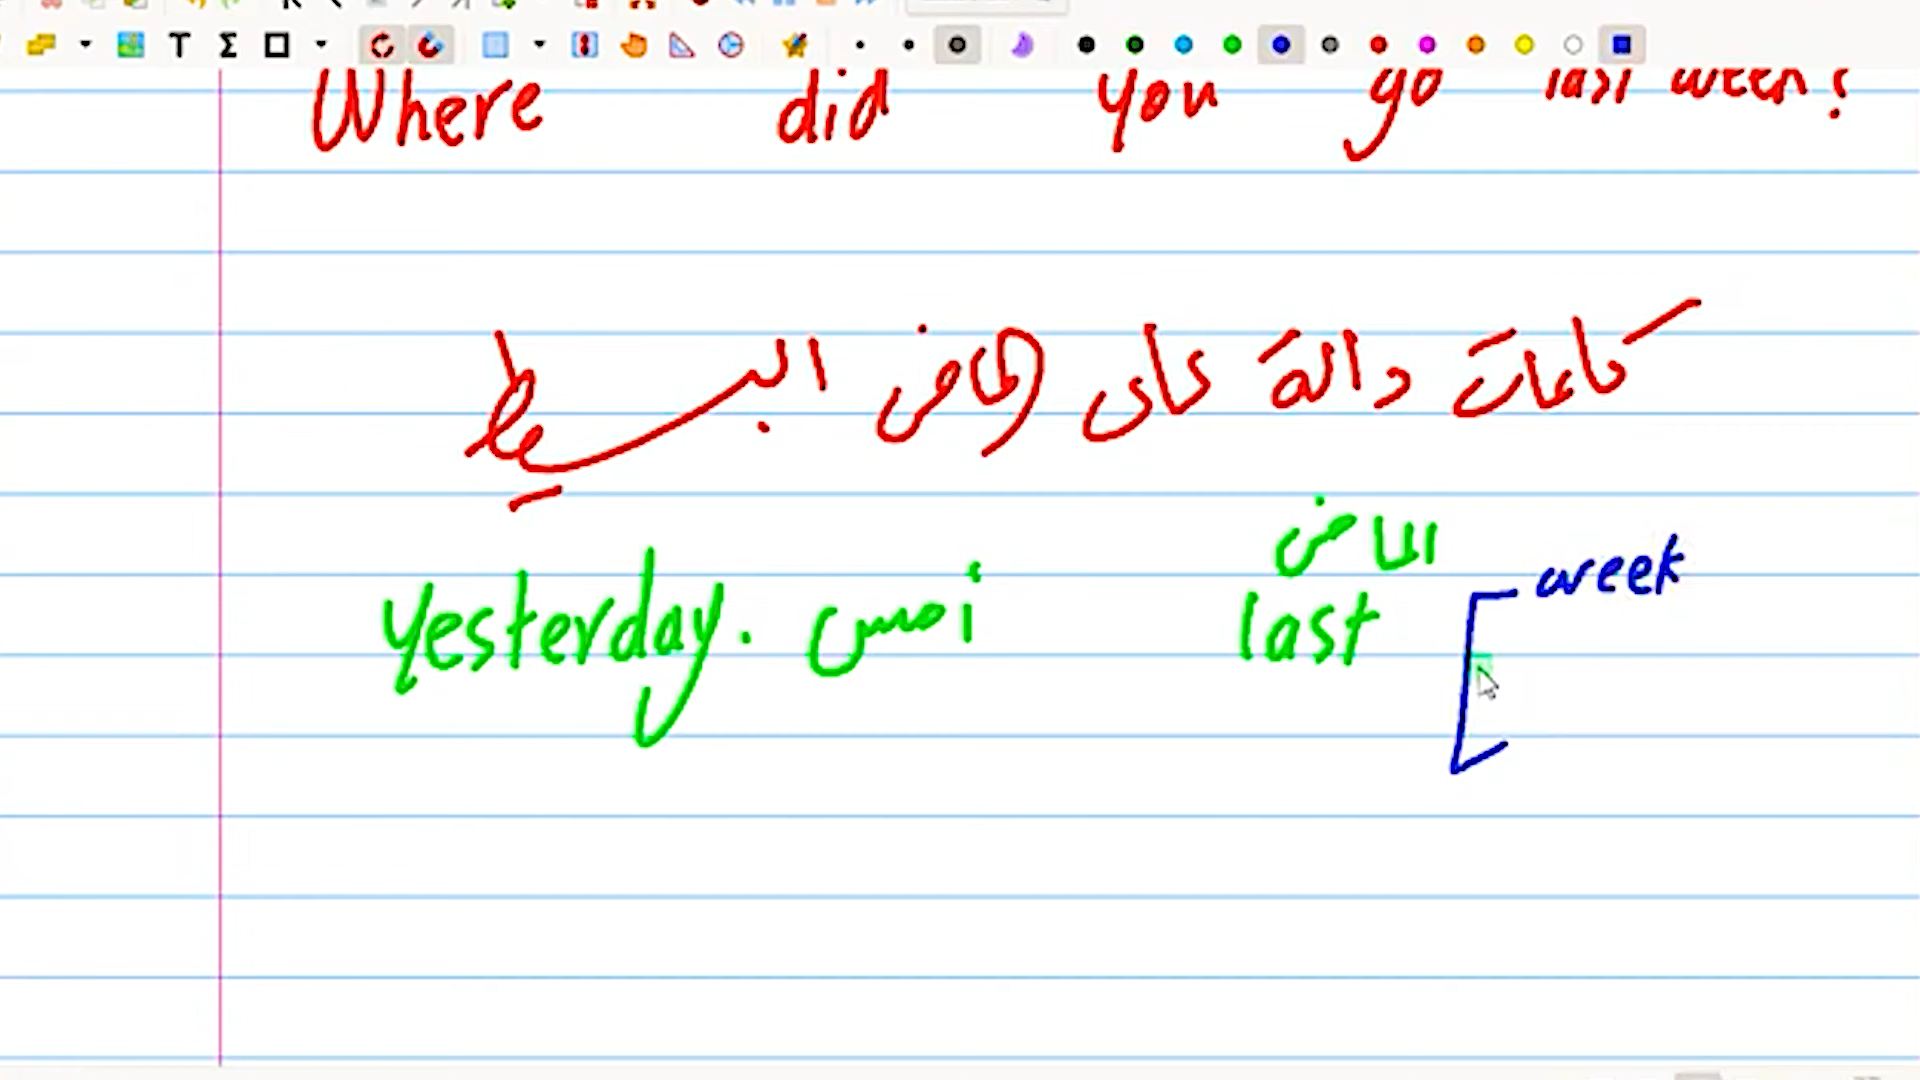 Where did you go last week?
كلمات دالة على الماضي البسيط
الماضي
yesterday. أمس last week